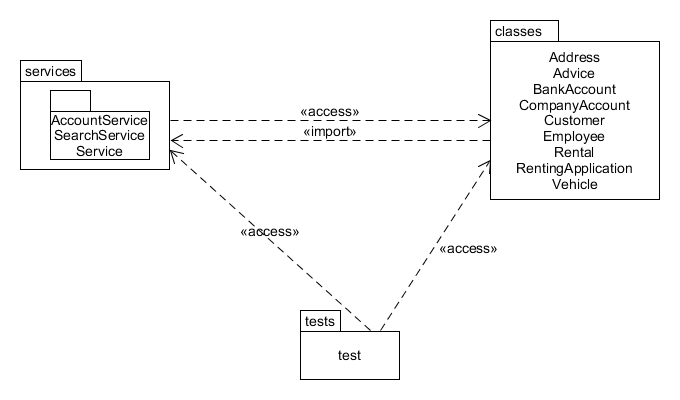 classes
Address
Advice
BankAccount
CompanyAccount
Customer
Employee
Rental
RentingApplication
Vehicle
services
AccountService
SearchService
Service
«access»
«import»
«access»
«access»
tests
test